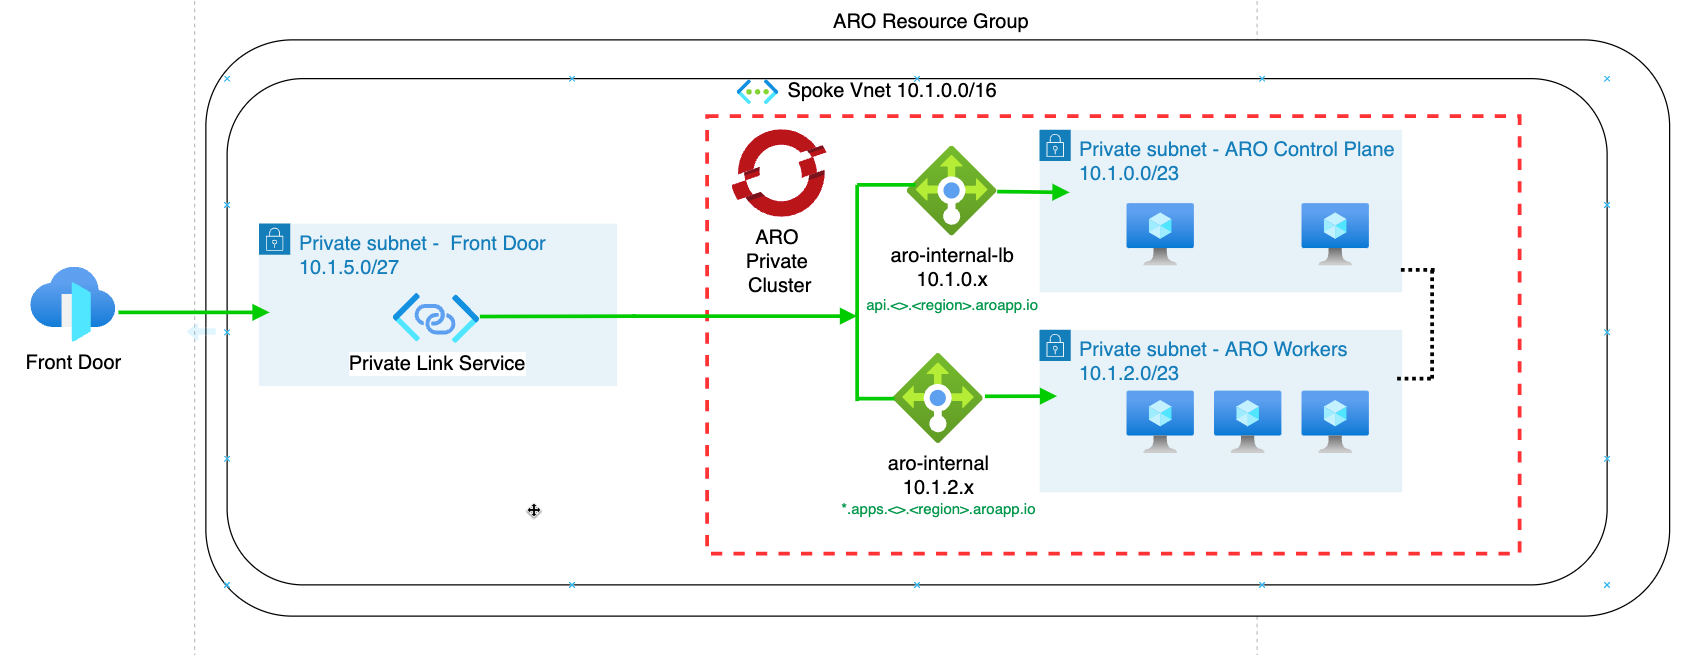 ARO Resource Group
Spoke Vnet 10.1.0.0/16
Front Door
Private subnet -  Front Door
10.1.5.0/27
Private Link Service
ARO
Private
Cluster
aro-internal-lb
10.1.0.x
api.<>.<region>.aroapp.io
Private subnet - ARO Control Plane
10.1.0.0/23
aro-internal
10.1.2.x
*.apps.<>.<region>.aroapp.io
Private subnet - ARO Workers
10.1.2.0/23